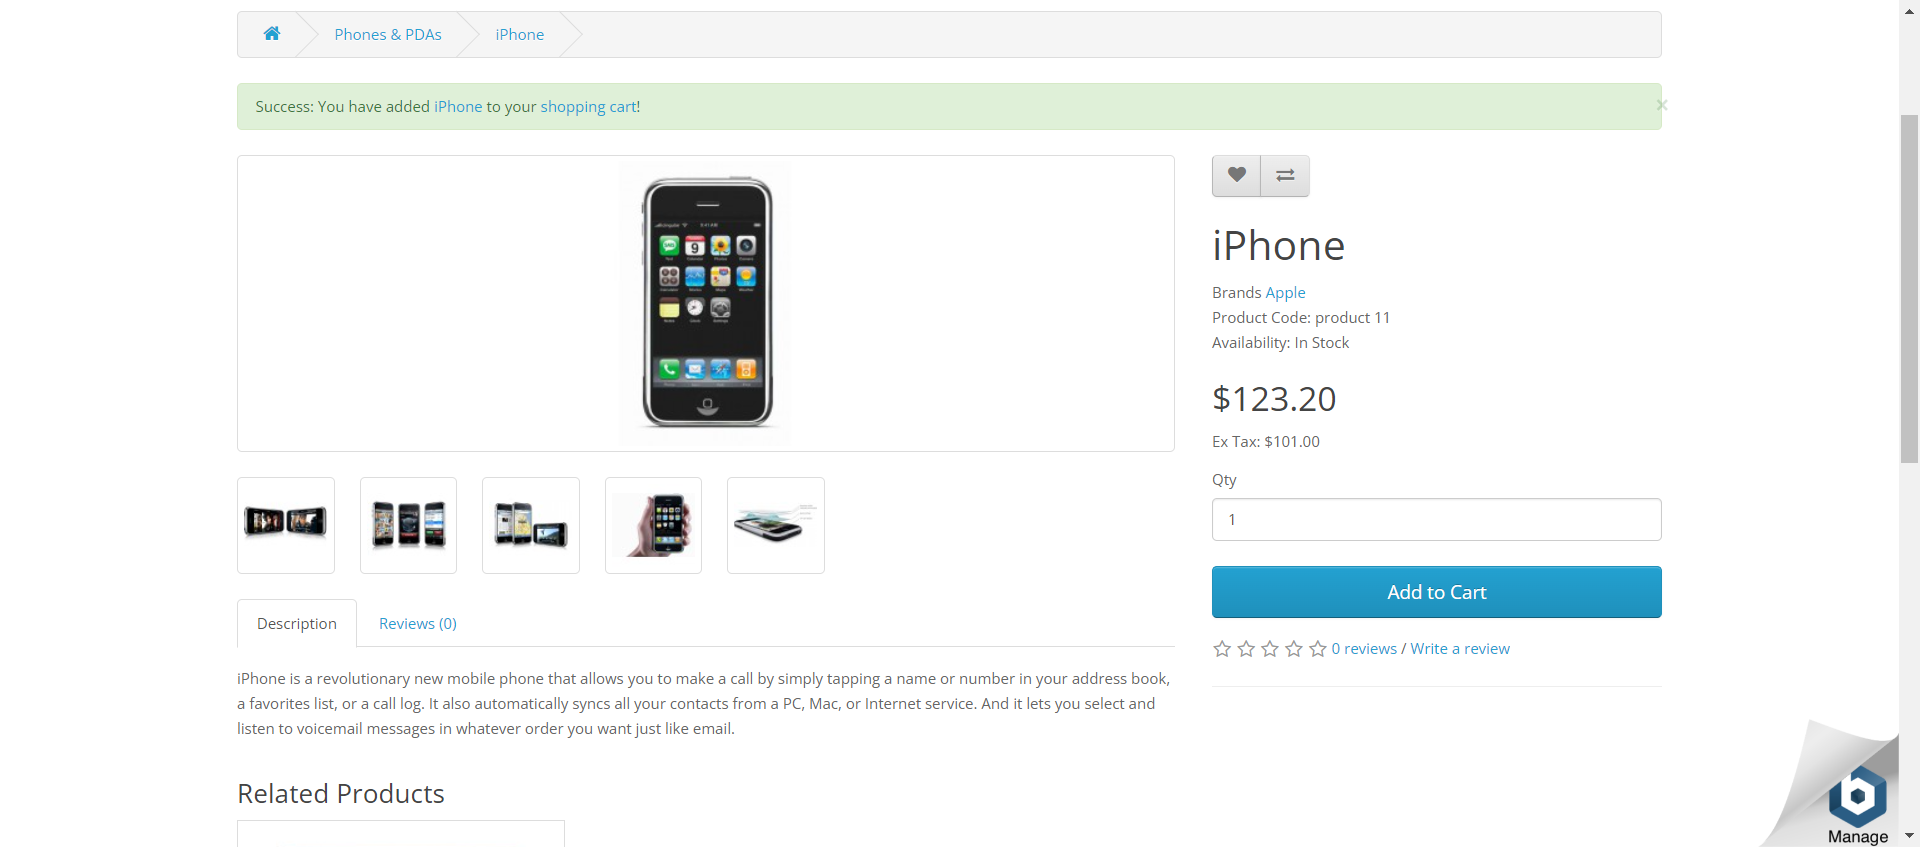 Phones & PDAs
iPhone
Success: You have added iPhone to your shopping cart!
×
iPhone
Brands Apple
Product Code: product 11
Availability: In Stock
$123.20
Ex Tax: $101.00
Qty
1
Add to Cart
0 reviews / Write a review
Description
Reviews (0)
iPhone is a revolutionary new mobile phone that allows you to make a call by simply tapping a name or number in your address book,
a favorites list, or a call log. It also automatically syncs all your contacts from a PC, Mac, or Internet service. And it lets you select and
listen to voicemail messages in whatever order you want just like email.
Related Products
b
Manage